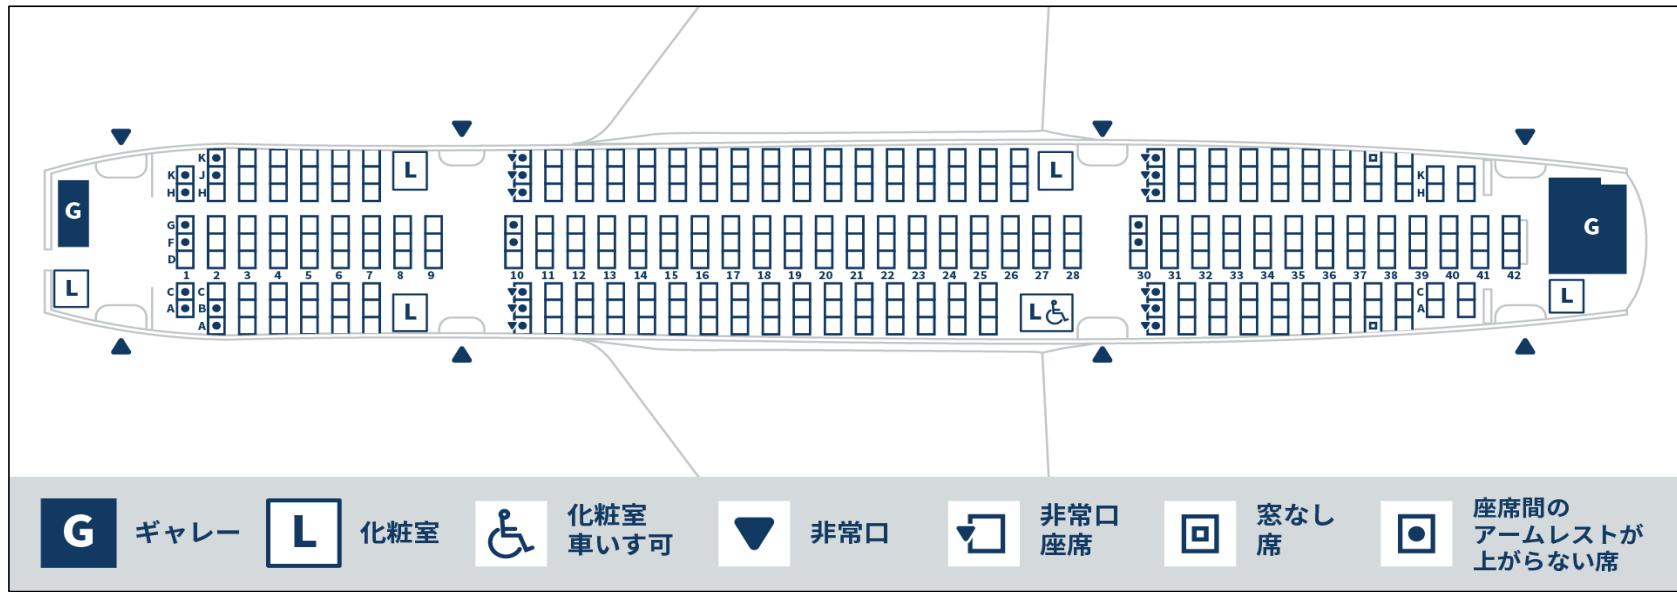 L
L
K
K
J
H
H
G
G
F
D
1 2 3 4 5 6 7 8 9 10 11 12 13 14 15 16 17 18 19 20 21 22 23 24 25 26 27 28 30 31 32 33 34 35 36 37 38 39 40 41 42
K
H
G
C
C
A
B
A
C
A
L
L
L
L
G ギャレー
L 化粧室
化粧室
車いす可
非常口
非常口
座席
窓なし
席
座席間の
アームレストが
上がらない席